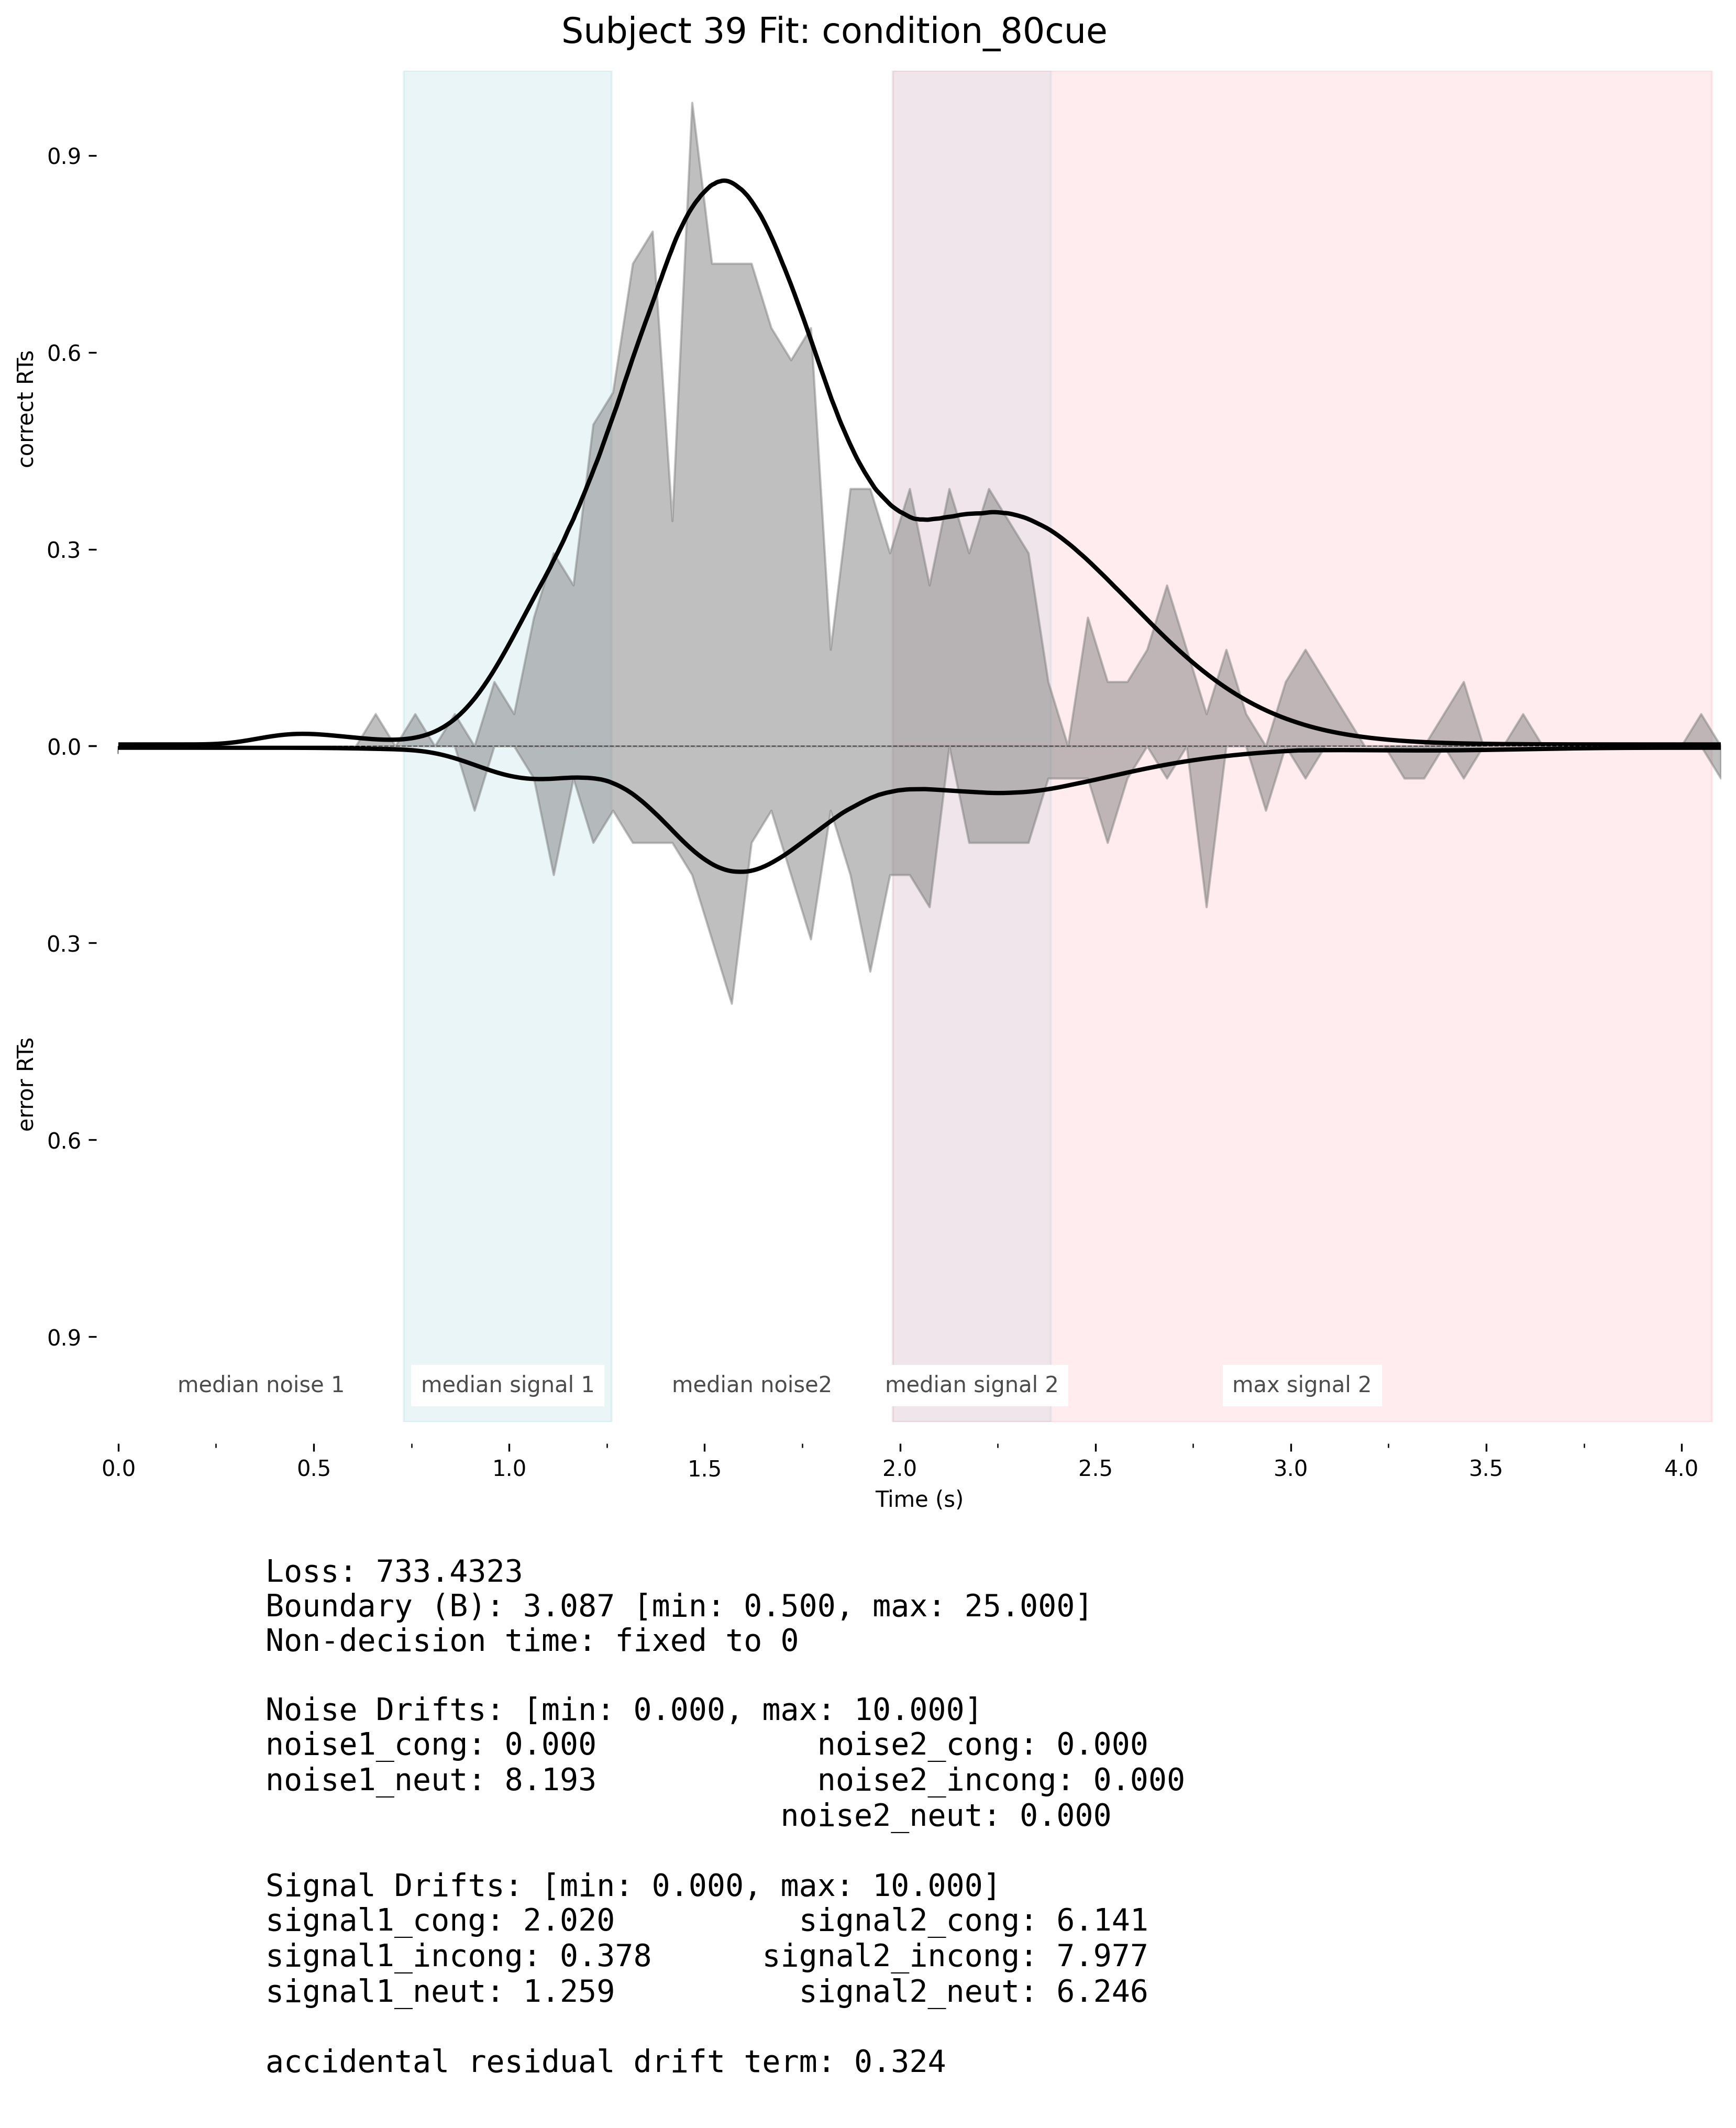 Subject 39 Fit: condition_80cue
0.9
0.6
0.3
0.0
0.3
0.6
0.9
correct RTs
error RTs
median noise 1
median signal 1
median noise2
median signal 2
max signal 2
0.0 0.5 1.0 1.5 2.0 2.5 3.0 3.5 4.0
Time (s)
Loss: 733.4323
Boundary (B): 3.087 [min: 0.500, max: 25.000]
Non-decision time: fixed to 0
Noise Drifts: [min: 0.000, max: 10.000]
noise1_cong: 0.000 noise2_cong: 0.000
noise1_neut: 8.193 noise2_incong: 0.000
noise2_neut: 0.000
Signal Drifts: [min: 0.000, max: 10.000]
signal1_cong: 2.020 signal2_cong: 6.141
signal1_incong: 0.378 signal2_incong: 7.977
signal1_neut: 1.259 signal2_neut: 6.246
accidental residual drift term: 0.324